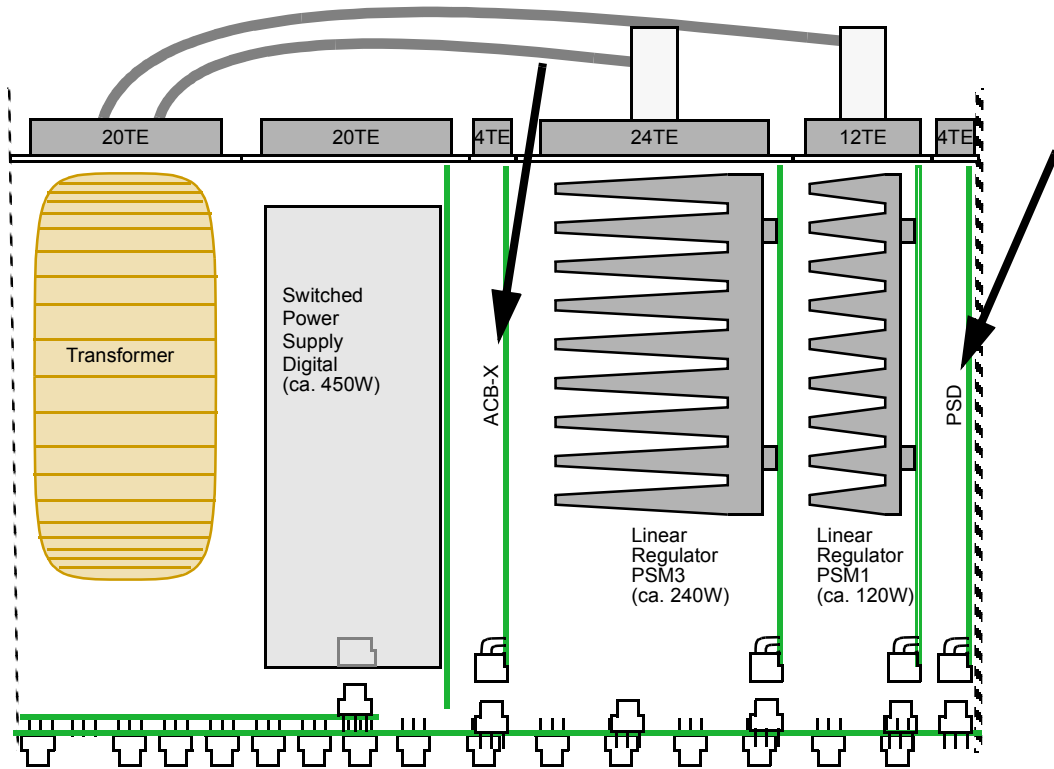 20TE
20TE
4TE
24TE
12TE
4TE
Transformer
Switched
Power
Supply
Digital
(ca. 450W)
ACB-X
Linear
Regulator
PSM3
(ca. 240W)
Linear
Regulator
PSM1
(ca. 120W)
PSD